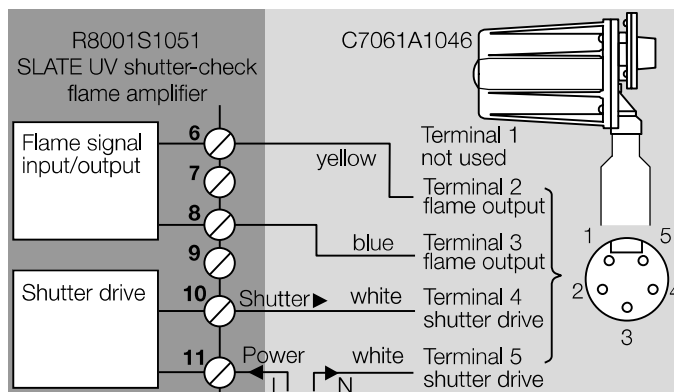 R8001S1051
SLATE UV shutter-check
flame amplifier
C7061A1046
Flame signal
input/output
6
7
8
9
yellow
blue
Terminal 1
not used
Terminal 2
flame output
Terminal 3
flame output
Shutter drive
10
11
Shutter
white
Terminal 4
shutter drive
Power
L
N
white
Terminal 5
shutter drive
1
5
2
4
3